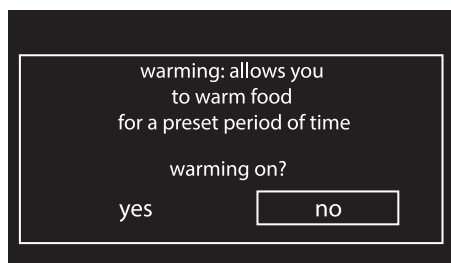 warming: allows you
to warm food
for a preset period of time
warming on?
yes no